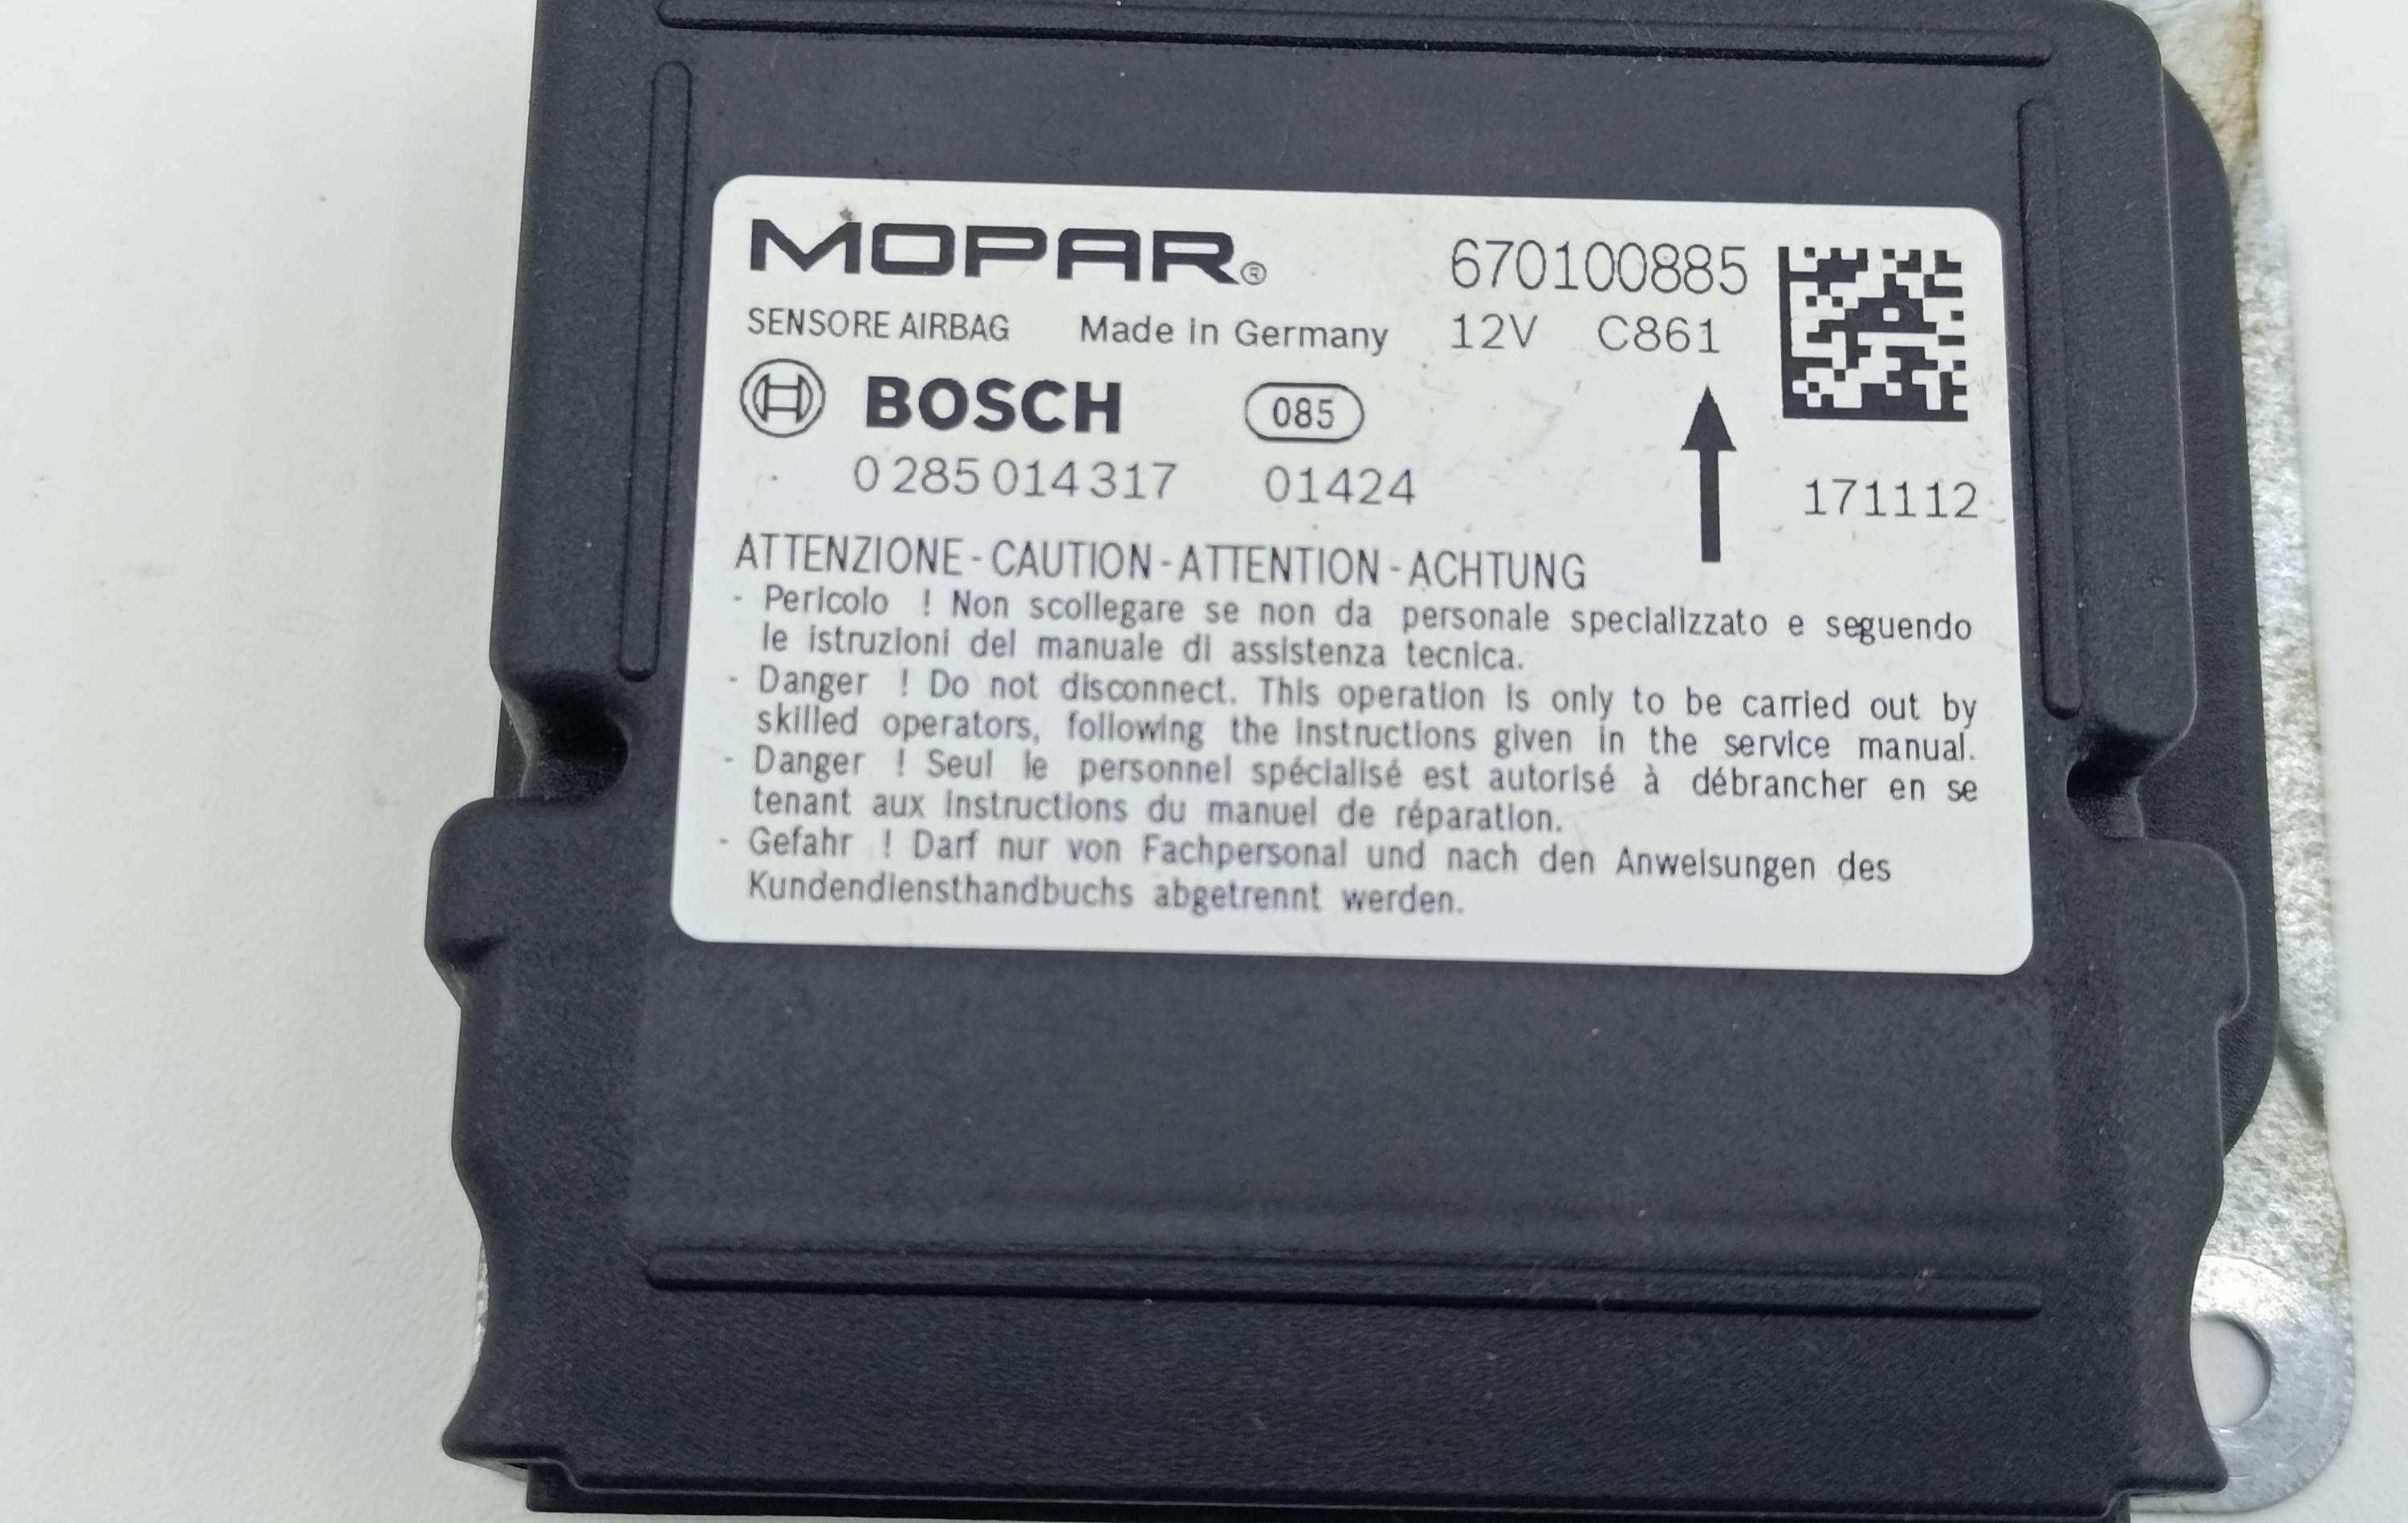 MOPAR® 670100885
SENSORE AIRBAG Made in Germany 12V C861
BOSCH 085
0 285 014 317 01424 171112
ATTENZIONE - CAUTION - ATTENTION - ACHTUNG
- Pericolo ! Non scollegare se non da personale specializzato e seguendo
le istruzioni del manuale di assistenza tecnica.
- Danger ! Do not disconnect. This operation is only to be carried out by
skilled operators, following the instructions given in the service manual.
- Danger ! Seul le personnel spécialisé est autorisé à débrancher en se
tenant aux instructions du manuel de réparation.
- Gefahr ! Darf nur von Fachpersonal und nach den Anweisungen des
Kundendiensthandbuchs abgetrennt werden.